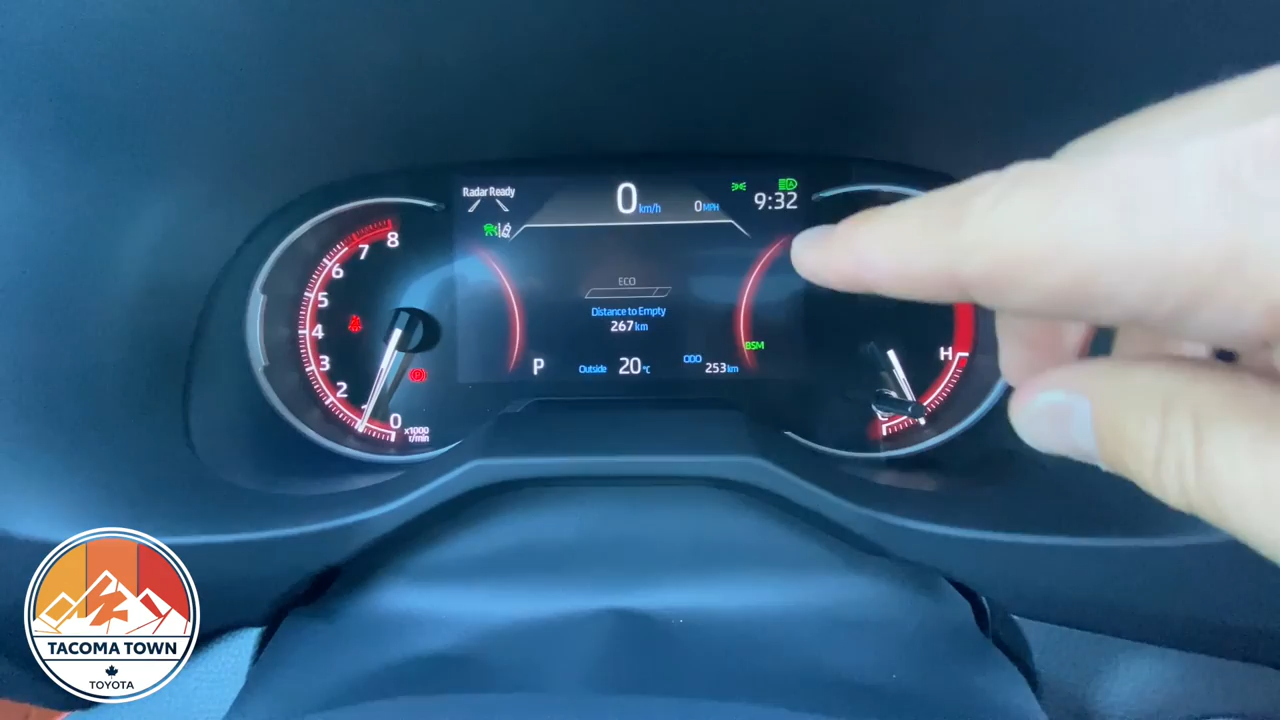 Radar Ready
0 km/h
0 MPH
9:32
8
7
6
5
4
3
2
0
x1000
r/min
ECO
Distance to Empty
267 km
BSM
P
Outside 20 °C
ODO
253 km
H
TACOMA TOWN
TOYOTA